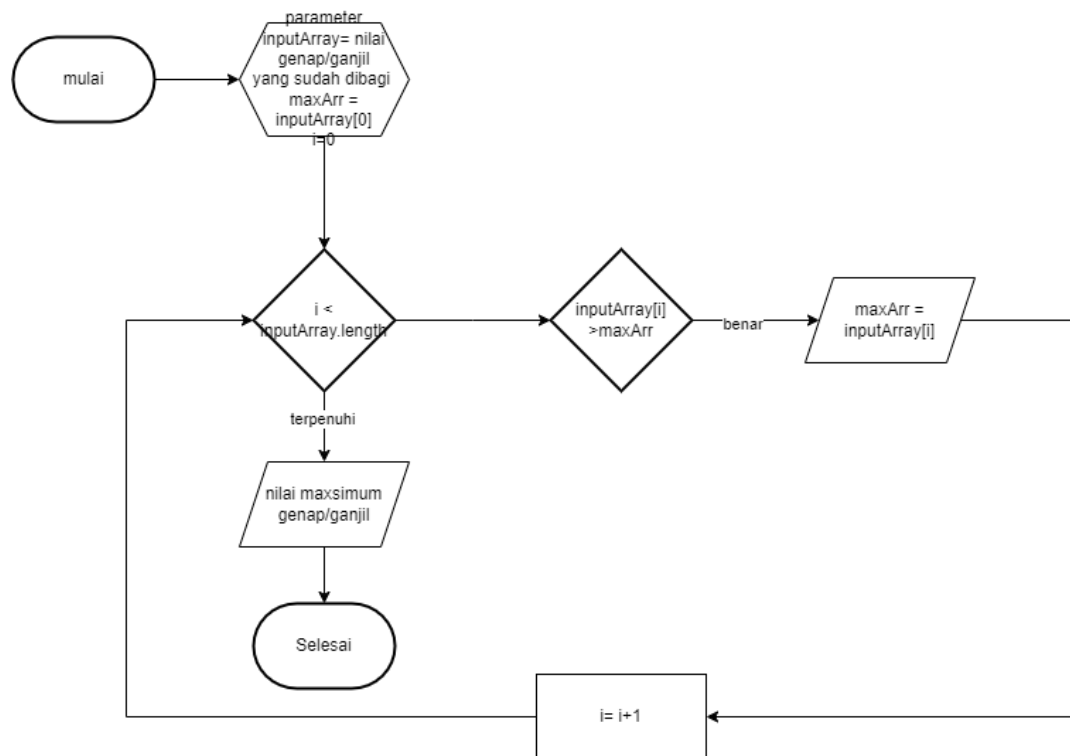 mulai
parameter
inputArray= nilai
genap/ganjil
yang sudah dibagi
maxArr =
inputArray[0]
i=0
i <
inputArray.length
inputArray[i]
>maxArr
benar
maxArr =
inputArray[i]
terpenuhi
nilai maxsimum
genap/ganjil
Selesai
i= i+1